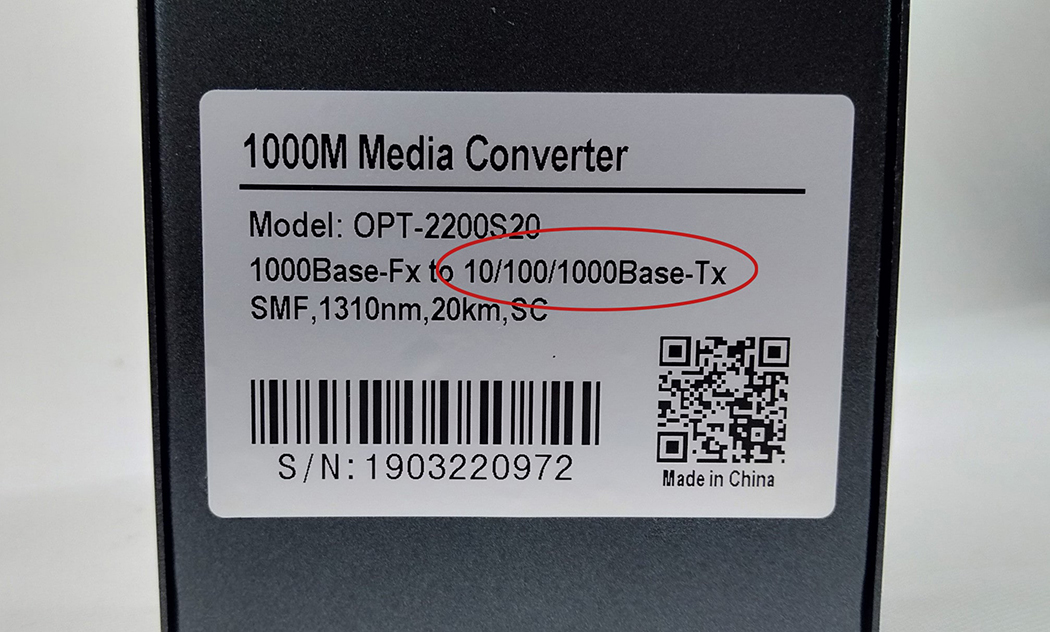 1000M Media Converter
Model: OPT-2200S20
1000Base-Fx to 10/100/1000Base-Tx
SMF,1310nm,20km,SC
S/N:1903220972
Made in China